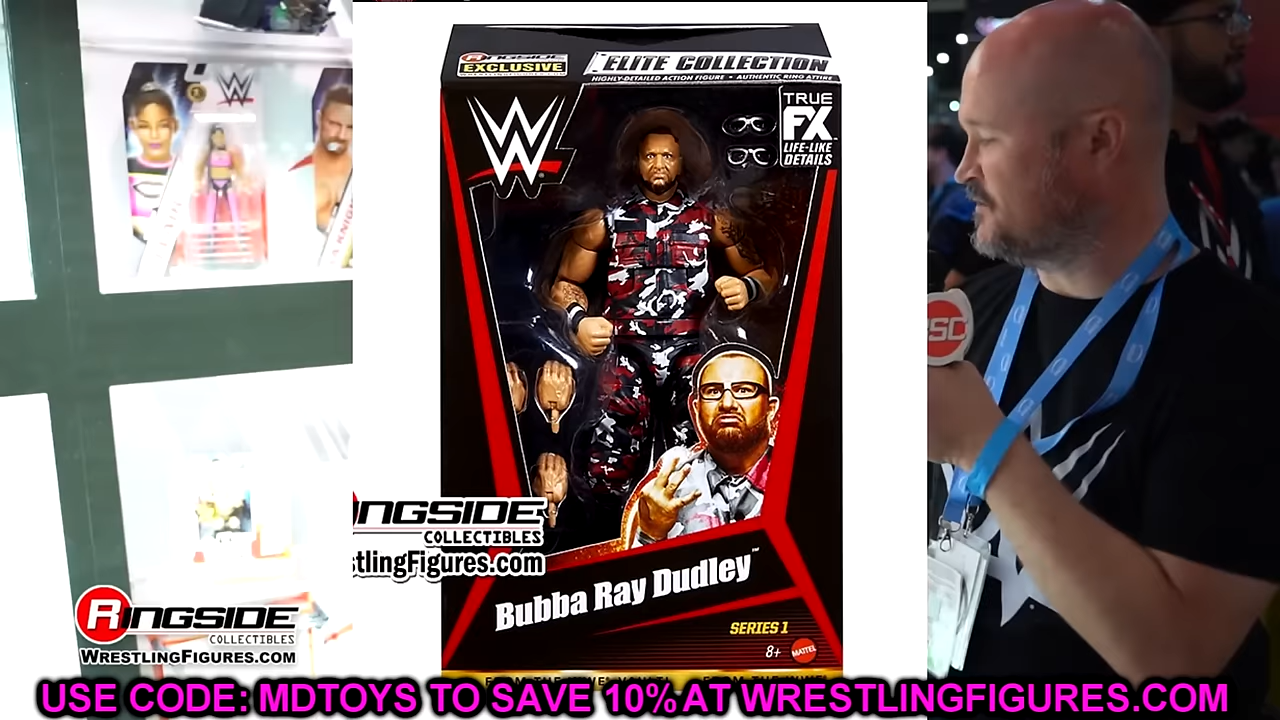 RINGSIDE
EXCLUSIVE
ELITE COLLECTION
HIGHLY-DETAILED ACTION FIGURE • AUTHENTIC RING ATTIRE
W
TRUE
FX
LIFE-LIKE
DETAILS
W
NGSIDE
COLLECTIBLES
stlingFigures.com
Bubba Ray Dudley™
SERIES 1
8+
MATTEL
RINGSIDE
COLLECTIBLES
WRESTLINGFIGURES.COM
USE CODE: MDTOYS TO SAVE 10% AT WRESTLINGFIGURES.COM